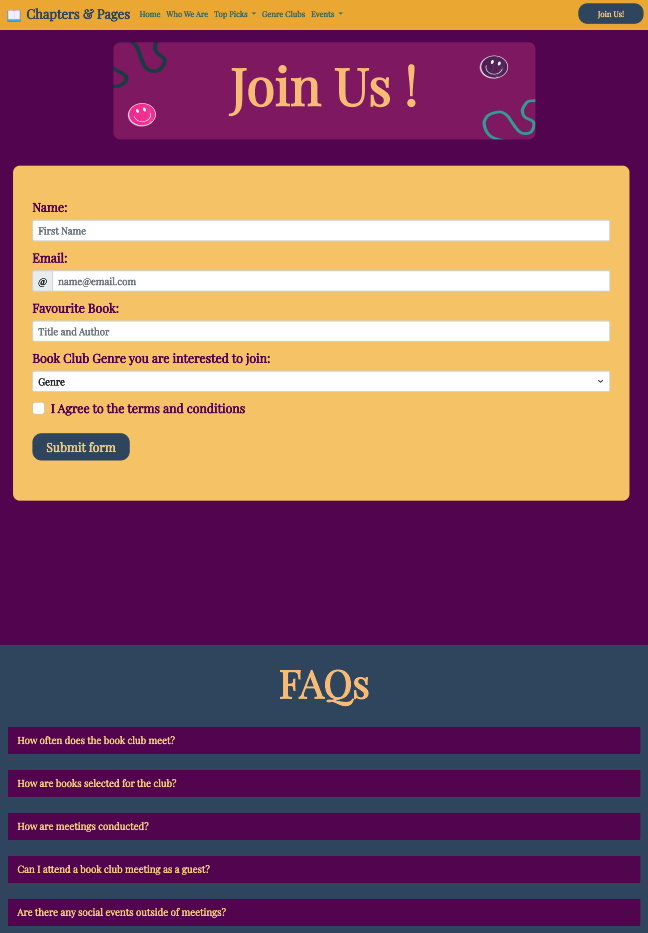 Chapters & Pages Home Who We Are Top Picks Genre Clubs Events Join Us!
Join Us !
Name:
First Name
Email:
@ name@email.com
Favourite Book:
Title and Author
Book Club Genre you are interested to join:
Genre
I Agree to the terms and conditions
Submit form
FAQs
How often does the book club meet?
How are books selected for the club?
How are meetings conducted?
Can I attend a book club meeting as a guest?
Are there any social events outside of meetings?